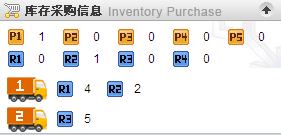 库存采购信息 Inventory Purchase
P1 1 P2 0 P3 0 P4 0 P5 0
R1 0 R2 1 R3 0 R4 0
1 R1 4 R2 2
2 R3 5